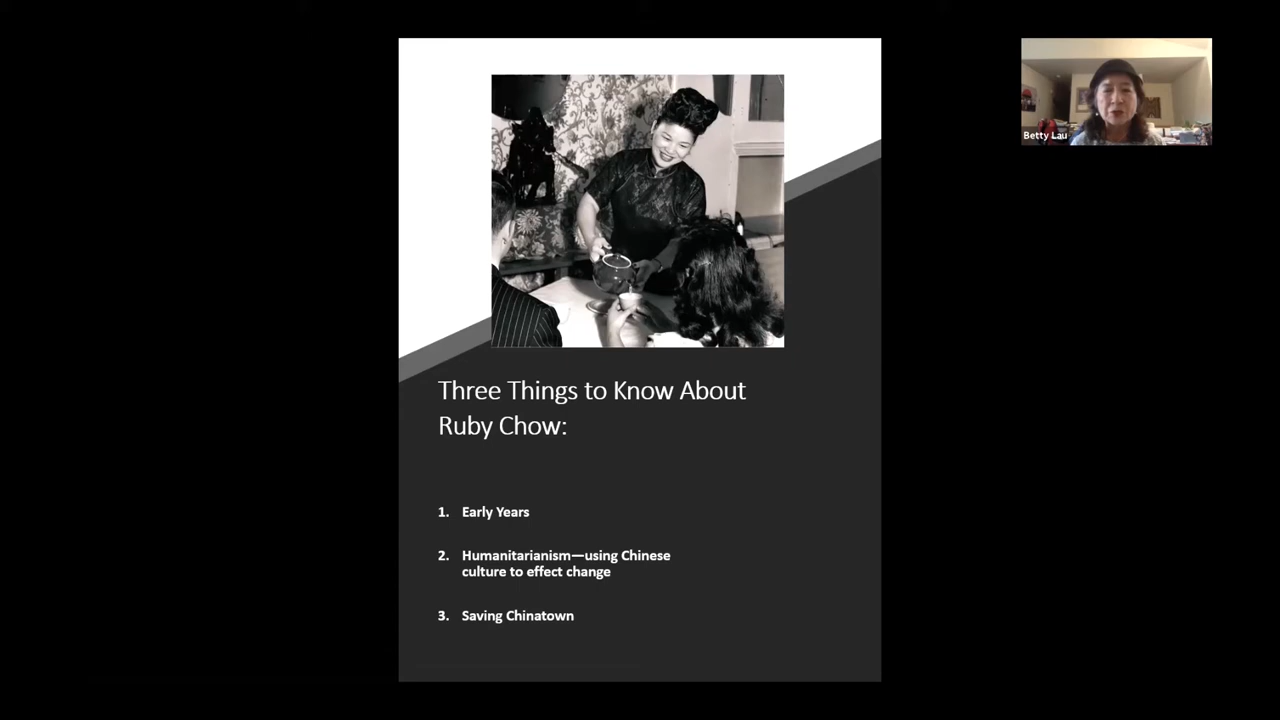 Betty Lau
Three Things to Know About
Ruby Chow:
1. Early Years
2. Humanitarianism—using Chinese
culture to effect change
3. Saving Chinatown